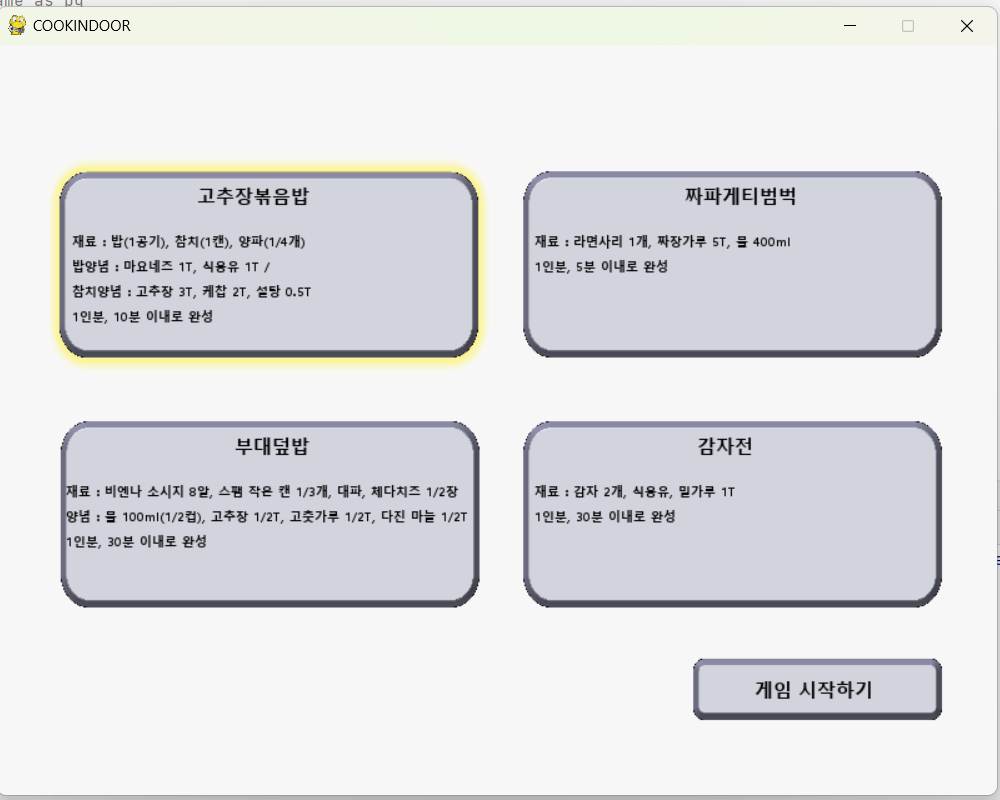 COOKINDOOR
고추장볶음밥
재료 : 밥(1공기), 참치(1캔), 양파(1/4개)
밥양념 : 마요네즈 1T, 식용유 1T /
참치양념 : 고추장 3T, 케찹 2T, 설탕 0.5T
1인분, 10분 이내로 완성
짜파게티범벅
재료 : 라면사리 1개, 짜장가루 5T, 물 400ml
1인분, 5분 이내로 완성
부대덮밥
재료 : 비엔나 소시지 8알, 스팸 작은 캔 1/3개, 대파, 체다치즈 1/2장
양념 : 물 100ml(1/2컵), 고추장 1/2T, 고춧가루 1/2T, 다진 마늘 1/2T
1인분, 30분 이내로 완성
감자전
재료 : 감자 2개, 식용유, 밀가루 1T
1인분, 30분 이내로 완성
게임 시작하기